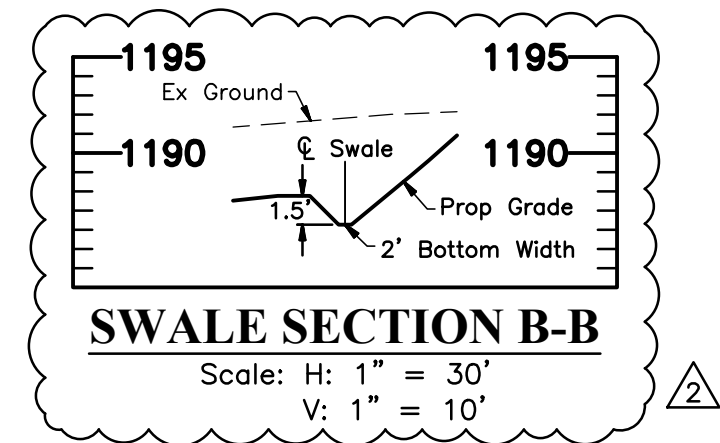 1195 1195
Ex Ground
1190 ℄ Swale 1190
1.5'
Prop Grade
2' Bottom Width
SWALE SECTION B-B
Scale: H: 1" = 30'
V: 1" = 10'
2